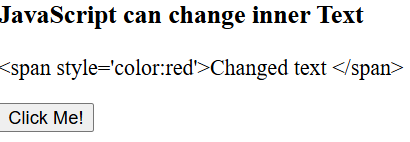 JavaScript can change inner Text
<span style='color:red'>Changed text </span>
Click Me!